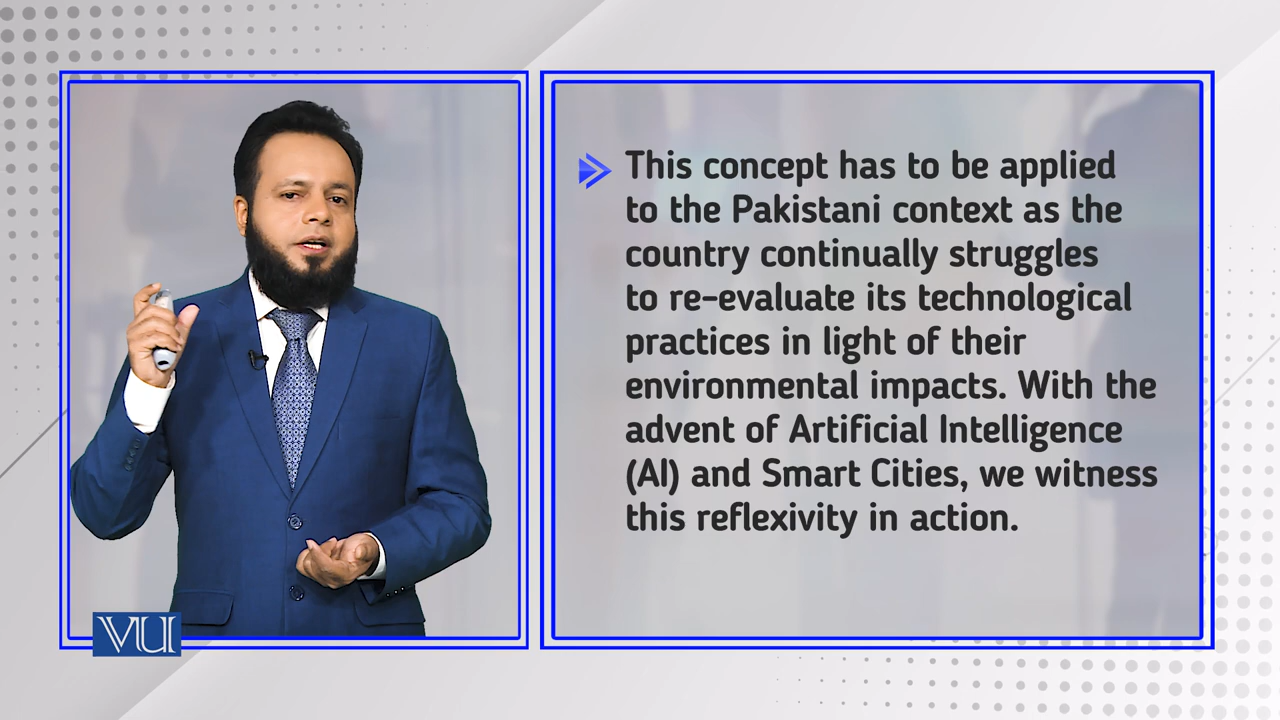 This concept has to be applied
to the Pakistani context as the
country continually struggles
to re-evaluate its technological
practices in light of their
environmental impacts. With the
advent of Artificial Intelligence
(AI) and Smart Cities, we witness
this reflexivity in action.
VU